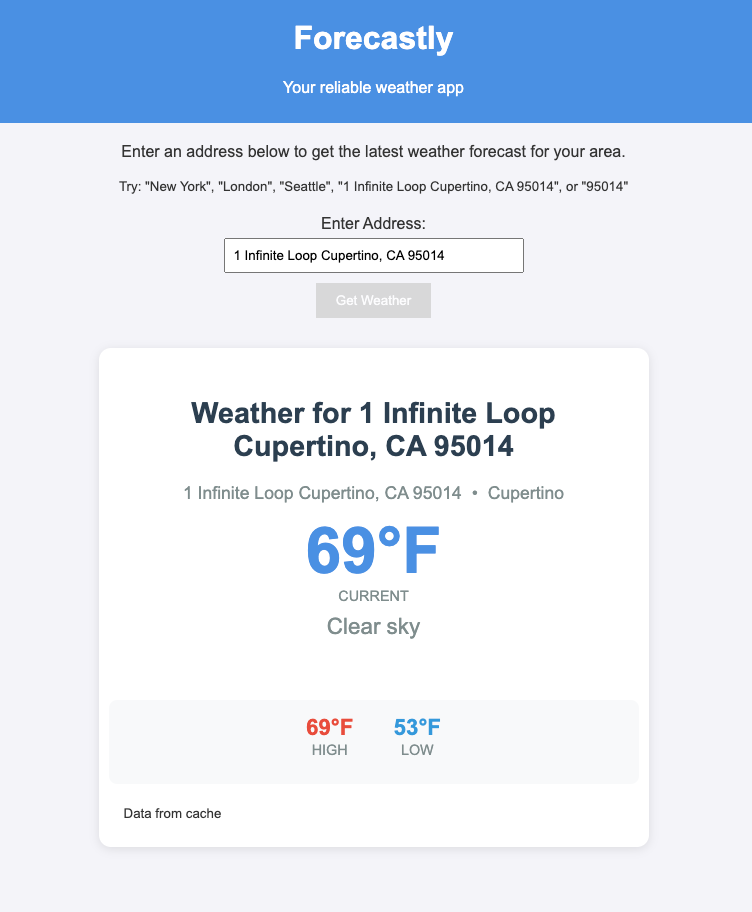 Forecastly
Your reliable weather app
Enter an address below to get the latest weather forecast for your area.
Try: "New York", "London", "Seattle", "1 Infinite Loop Cupertino, CA 95014", or "95014"
Enter Address:
1 Infinite Loop Cupertino, CA 95014
Get Weather
Weather for 1 Infinite Loop
Cupertino, CA 95014
1 Infinite Loop Cupertino, CA 95014 • Cupertino
69°F
CURRENT
Clear sky
69°F 53°F
HIGH LOW
Data from cache